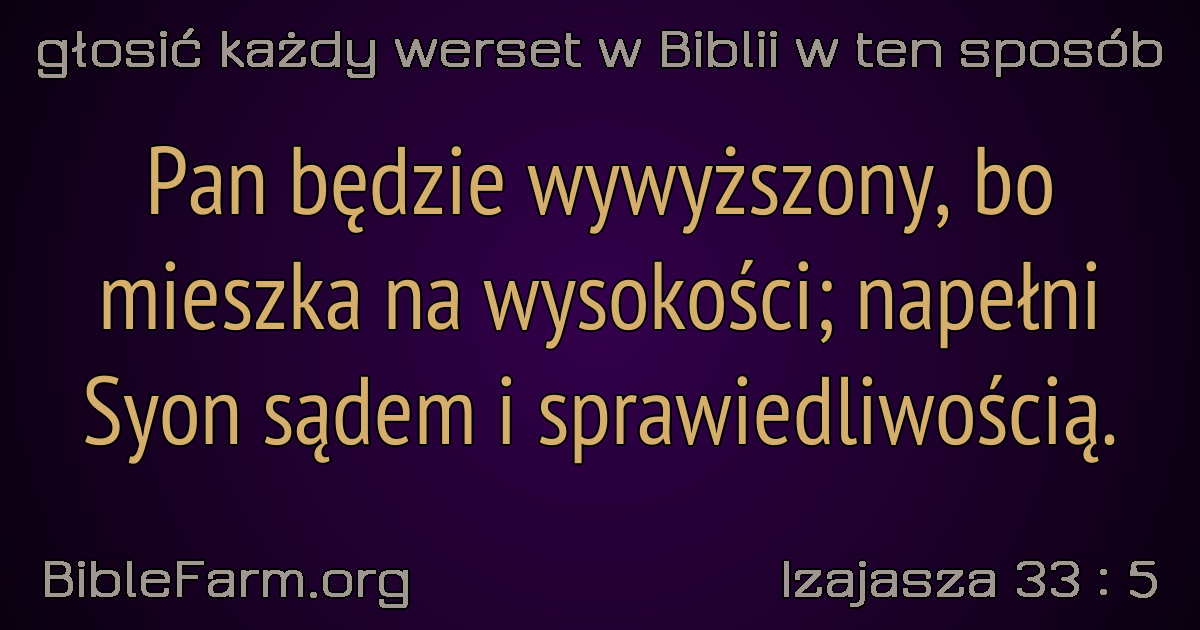 głosić każdy werset w Biblii w ten sposób
Pan będzie wywyższony, bo
mieszka na wysokości; napełni
Syon sądem i sprawiedliwością.
BibleFarm.org
Izajasza 33 : 5